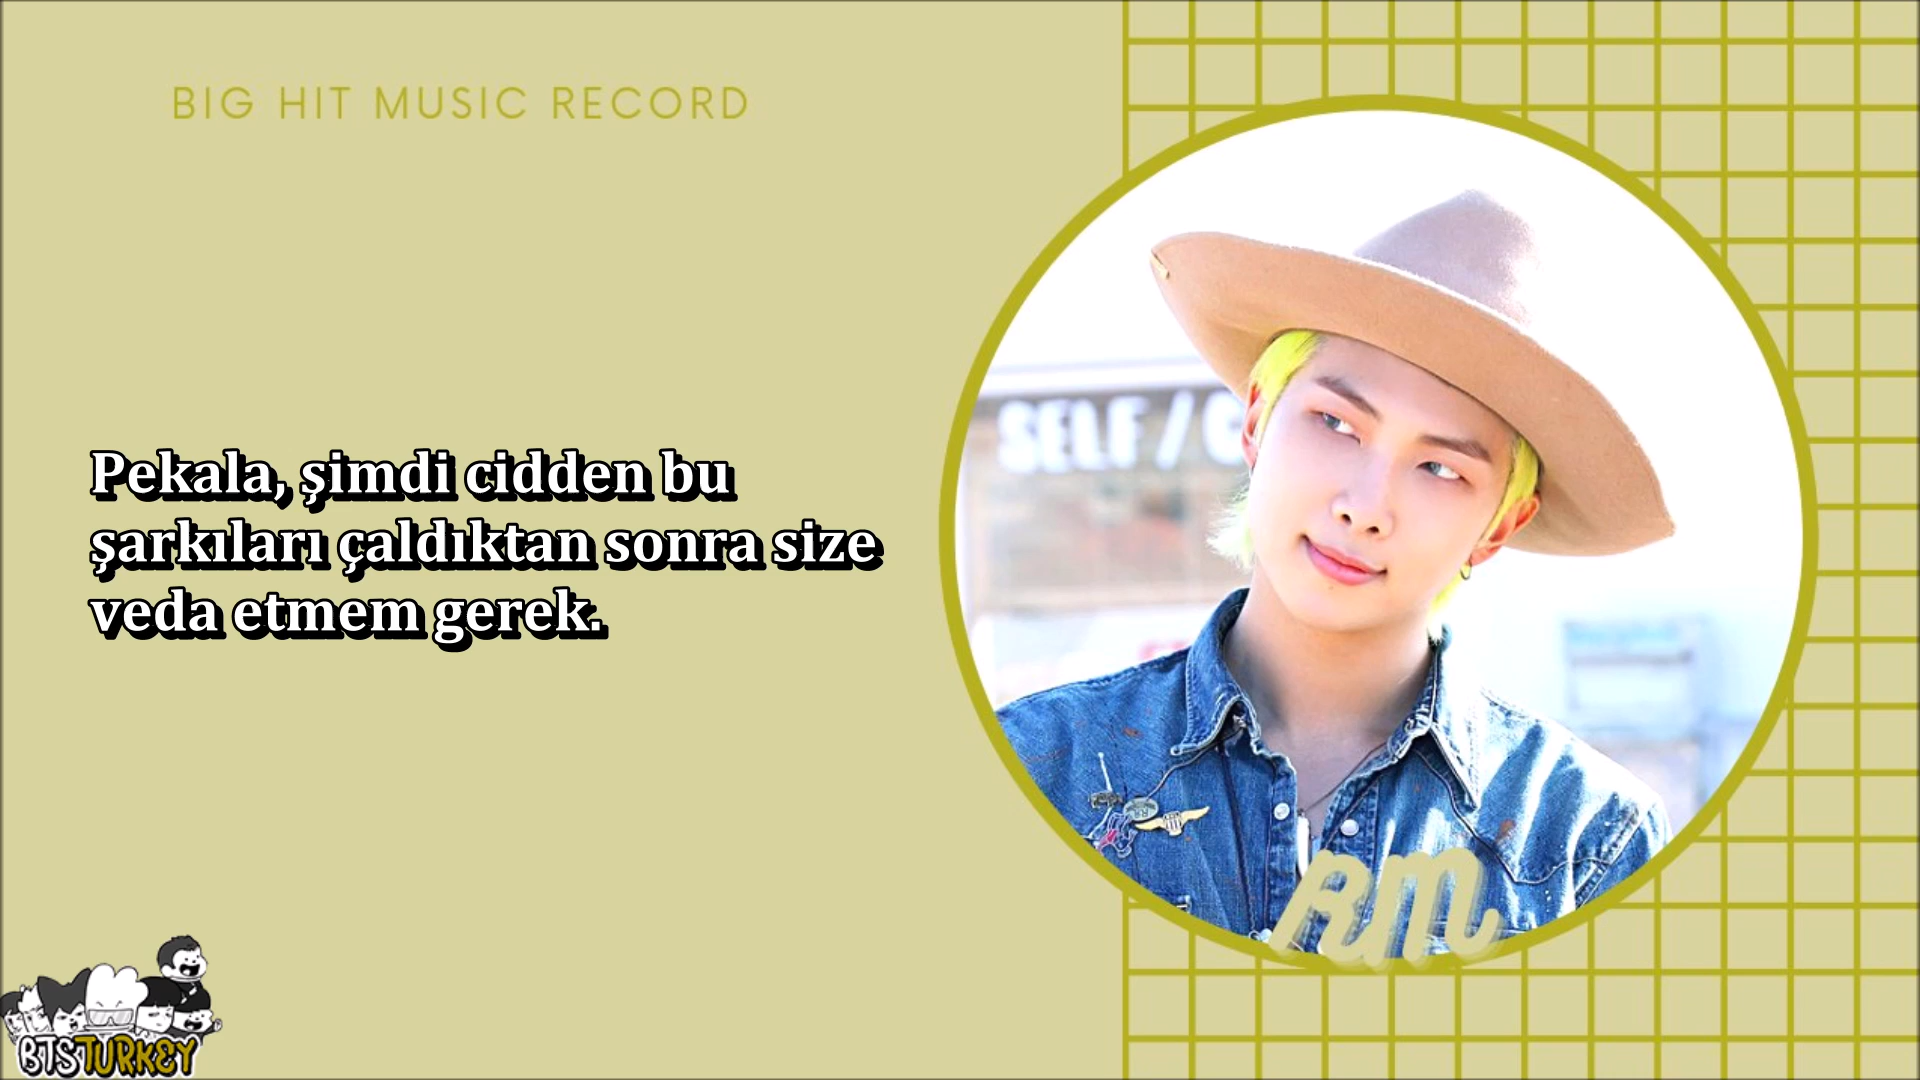 BIG HIT MUSIC RECORD
SELF / C
Pekala, şimdi cidden bu
şarkıları çaldıktan sonra size
veda etmem gerek.
RM
BTSTURKEY